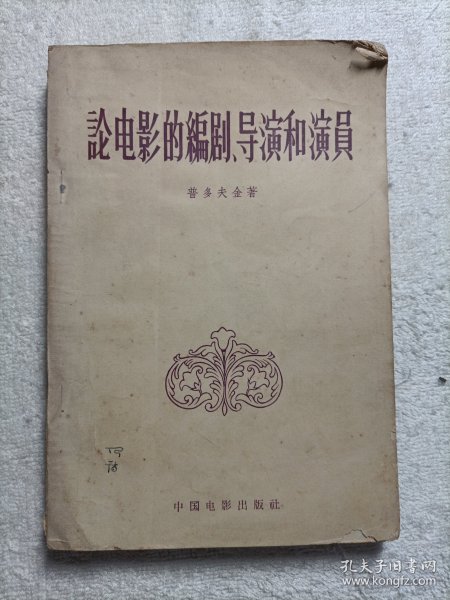 論电影的編剧、导演和演員
普多夫金著
中国电影出版社
孔夫子旧书网
www.kongfz.com